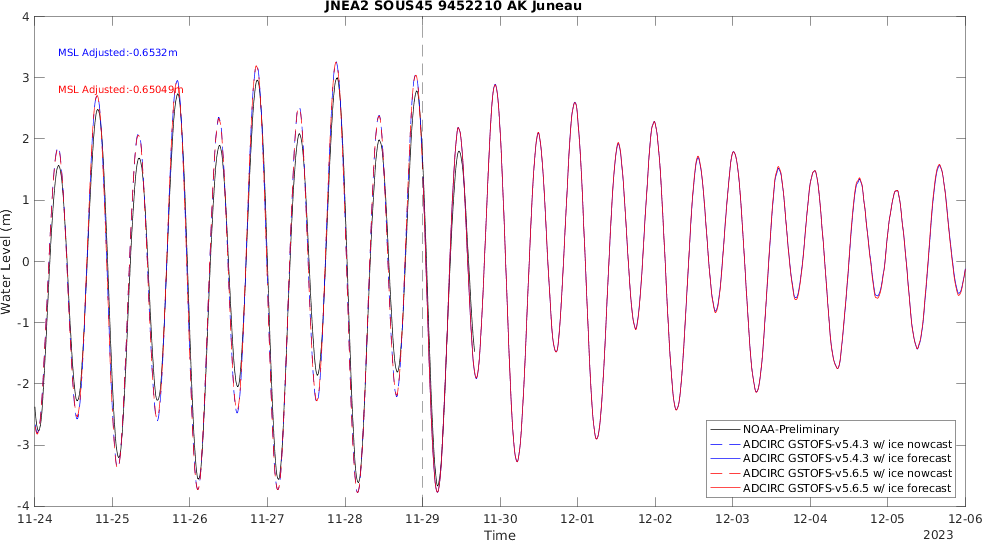 JNEA2 SOUS45 9452210 AK Juneau
MSL Adjusted:-0.6532m
MSL Adjusted:-0.65049m
Water Level (m)
4
3
2
1
0
-1
-2
-3
-4
NOAA-Preliminary
ADCIRC GSTOFS-v5.4.3 w/ ice nowcast
ADCIRC GSTOFS-v5.4.3 w/ ice forecast
ADCIRC GSTOFS-v5.6.5 w/ ice nowcast
ADCIRC GSTOFS-v5.6.5 w/ ice forecast
11-24 11-25 11-26 11-27 11-28 11-29 11-30 12-01 12-02 12-03 12-04 12-05 12-06
Time
2023